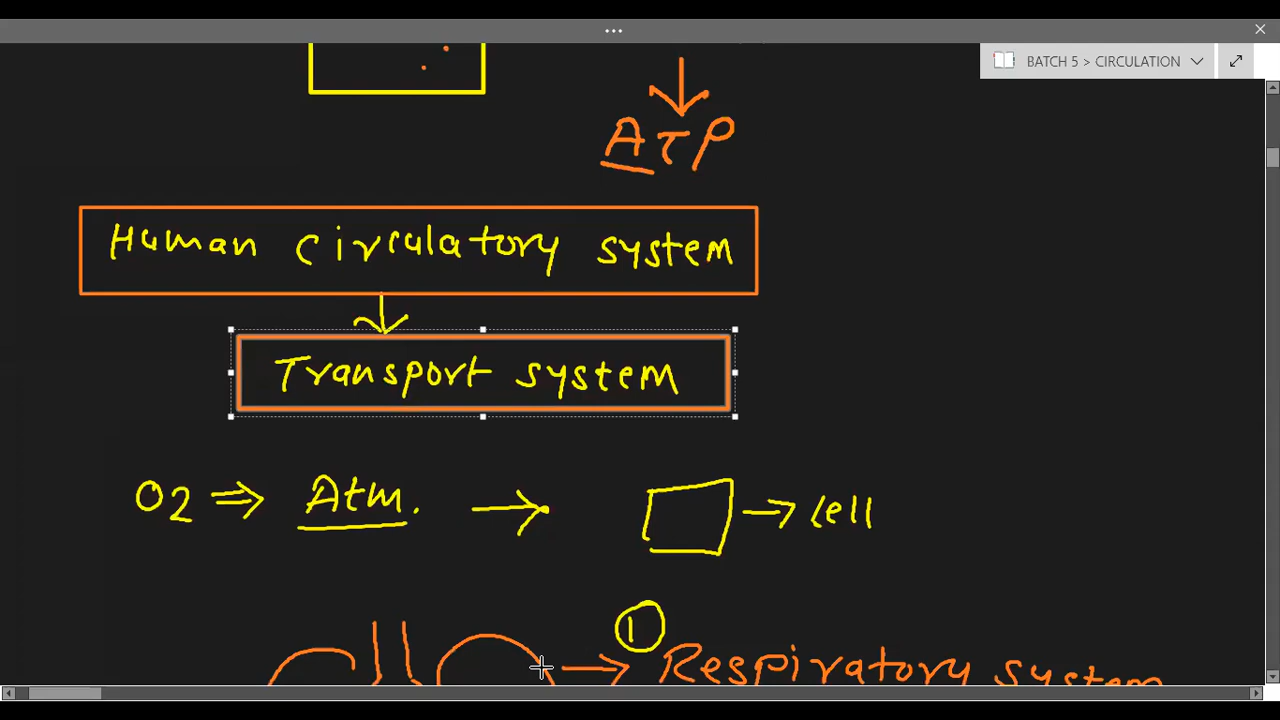 BATCH 5 > CIRCULATION
ATP
Human circulatory system
Transport system
O2 ⇒ Atm. → → cell
1
→ Respiratory system